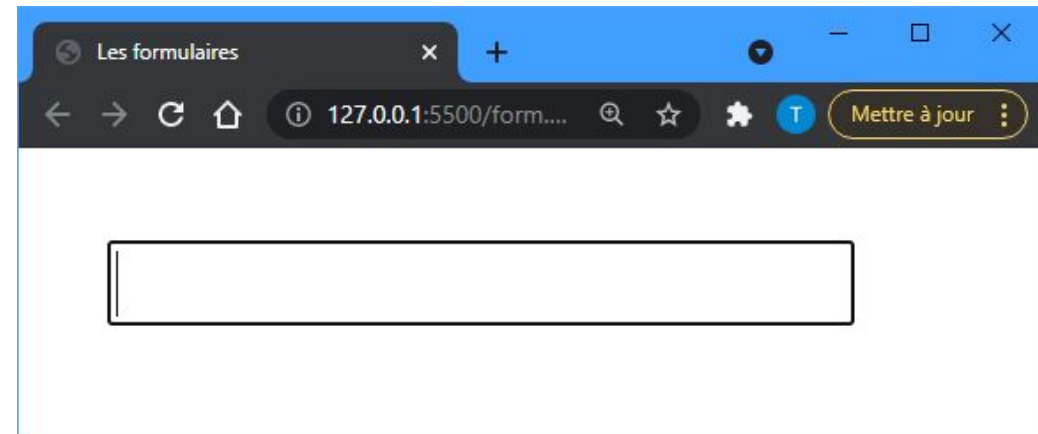 Les formulaires
127.0.0.1:5500/form....
T
Mettre à jour